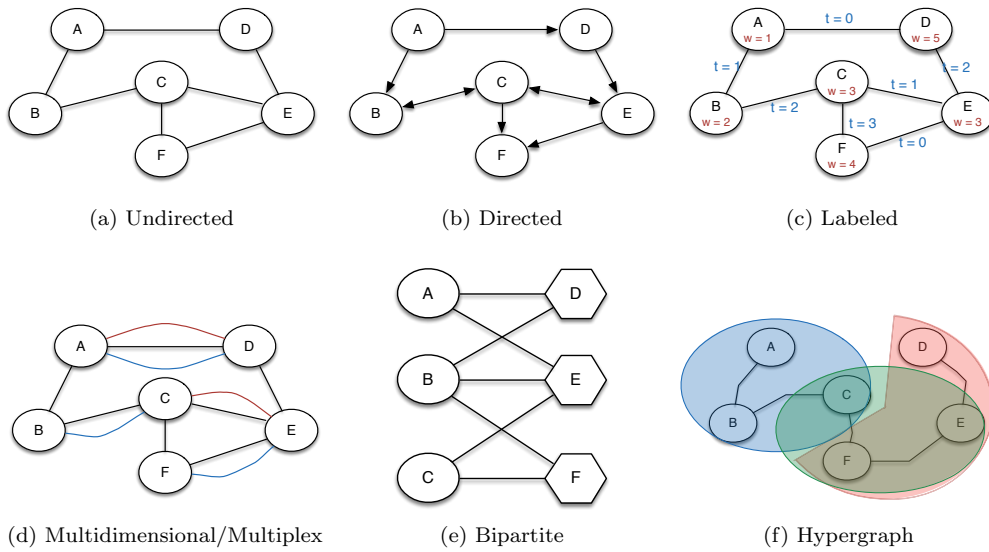 A
D
C
B
E
F
(a) Undirected
A
D
C
B
E
F
(b) Directed
t = 0
A
w = 1
D
w = 5
t = 1
t = 2
C
w = 3
t = 1
B
w = 2
t = 2
E
w = 3
t = 3
F
w = 4
t = 0
(c) Labeled
A
D
C
B
E
F
(d) Multidimensional/Multiplex
A
D
B
E
C
F
(e) Bipartite
A
D
C
B
E
F
(f) Hypergraph